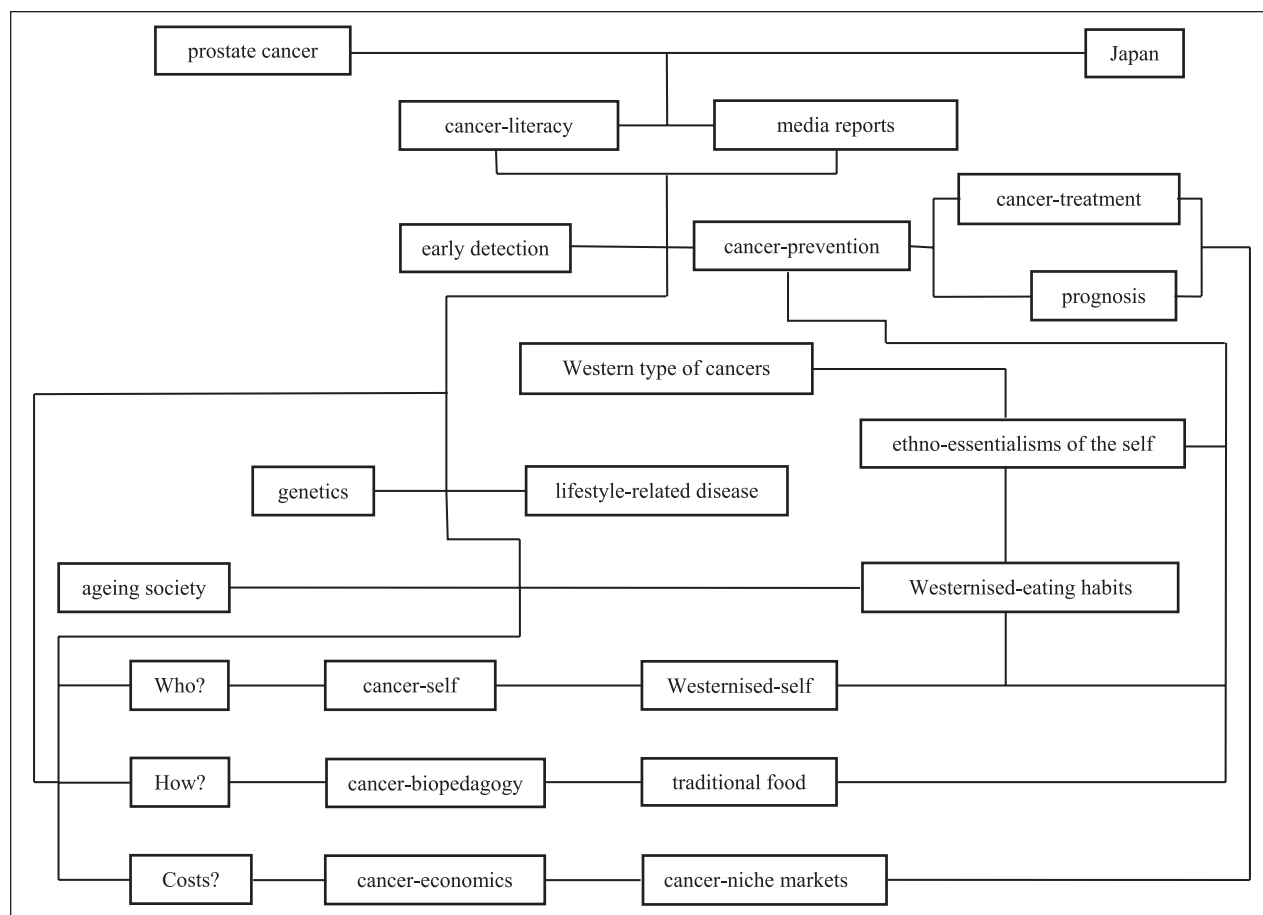 prostate cancer
Japan
cancer-literacy
media reports
cancer-treatment
early detection
cancer-prevention
prognosis
Western type of cancers
ethno-essentialisms of the self
genetics
lifestyle-related disease
ageing society
Westernised-eating habits
Who?
cancer-self
Westernised-self
How?
cancer-biopedagogy
traditional food
Costs?
cancer-economics
cancer-niche markets